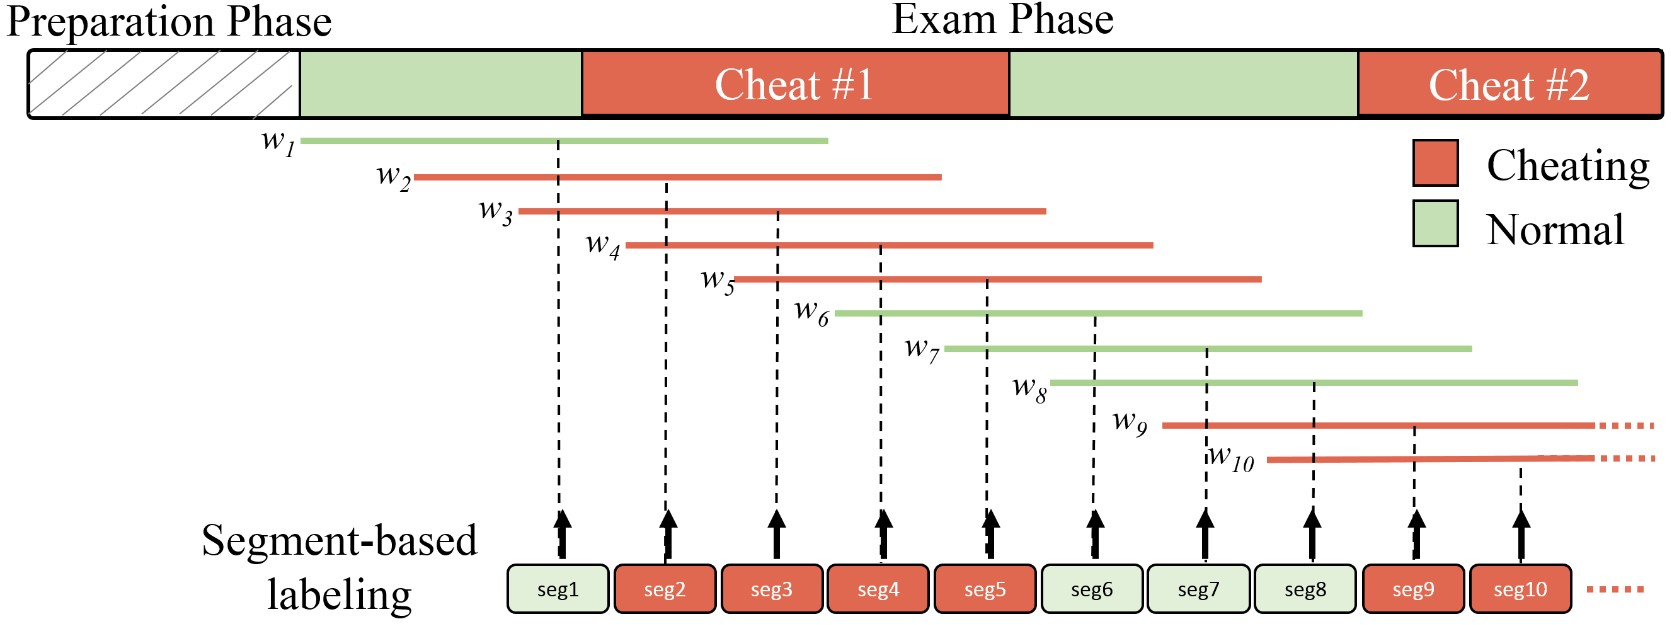 Preparation Phase
Exam Phase
Cheat #1
Cheat #2
w1
w2
w3
w4
w5
w6
w7
w8
w9
w10
Cheating
Normal
Segment-based
labeling
seg1 seg2 seg3 seg4 seg5 seg6 seg7 seg8 seg9 seg10